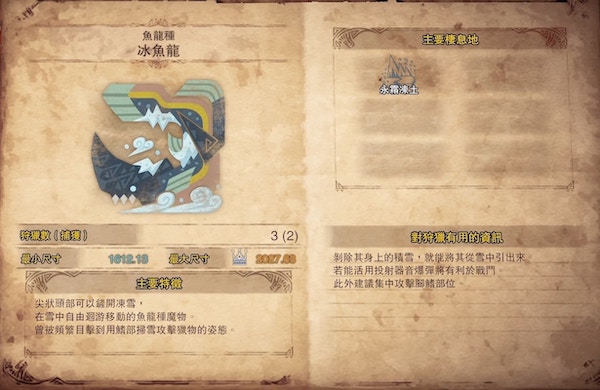 魚龍種
冰魚龍
狩獵數(捕獲)
3 (2)
最小尺寸 1612.13 最大尺寸
主要特徵
尖狀頭部可以鏟開凍雪,
在雪中自由迴游移動的魚龍種魔物。
曾被頻繁目擊到用鰭部掃雪攻擊獵物的姿態。
主要棲息地
永霜凍土
對狩獵有用的資訊
剝除其身上的積雪,就能將其從雪中引出來。
若能活用投射器音爆彈將有利於戰鬥。
此外建議集中攻擊腳鰭部位。